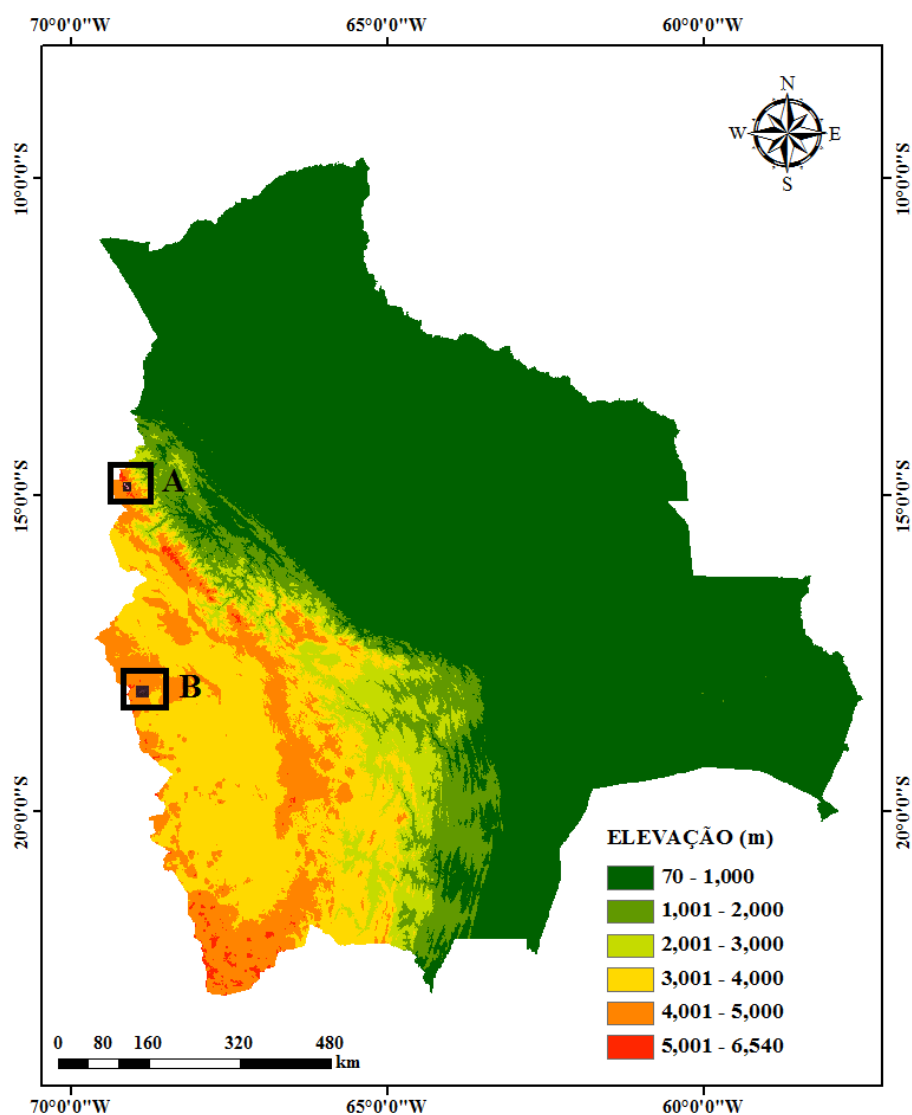 70°0'0"W 65°0'0"W 60°0'0"W
N
W E
S
10°0'0"S 10°0'0"S
A
15°0'0"S 15°0'0"S
B
20°0'0"S 20°0'0"S
ELEVAÇÃO (m)
70 - 1,000
1,001 - 2,000
2,001 - 3,000
3,001 - 4,000
4,001 - 5,000
5,001 - 6,540
0 80 160 320 480
km
70°0'0"W 65°0'0"W 60°0'0"W